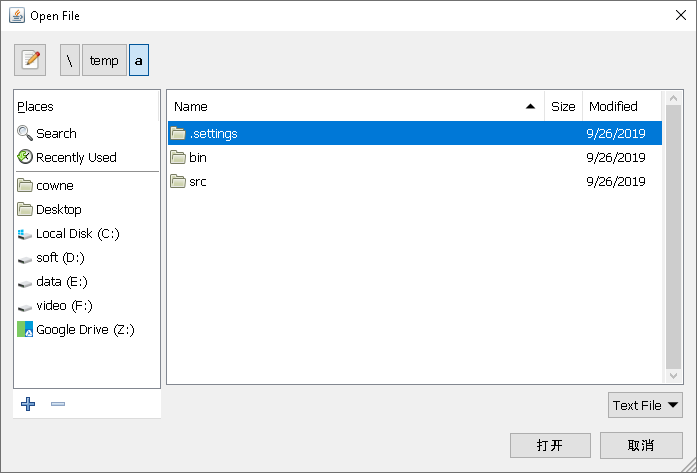 Open File
\ temp a
Places
Search
Recently Used
cowne
Desktop
Local Disk (C:)
soft (D:)
data (E:)
video (F:)
Google Drive (Z:)
Name Size Modified
.settings 9/26/2019
bin 9/26/2019
src 9/26/2019
Text File
打开 取消